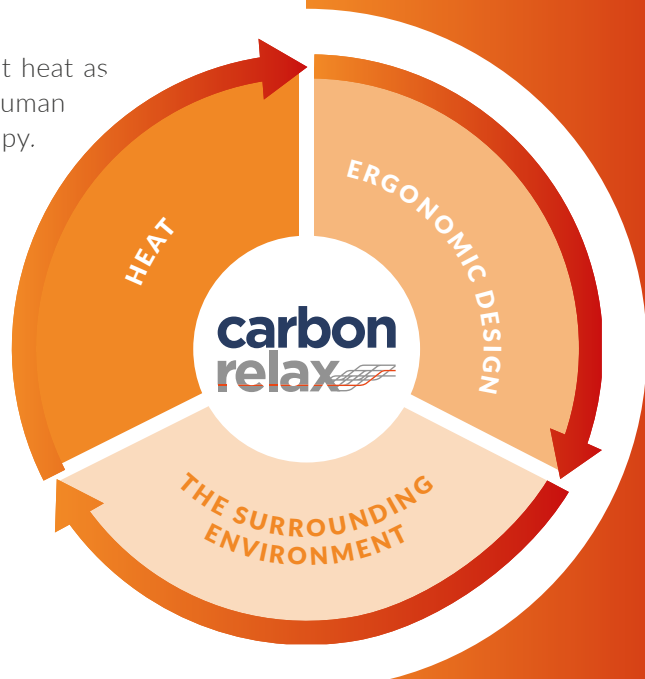 t heat as
uman
py.
HEAT
ERGONOMIC DESIGN
carbon
relax
THE SURROUNDING
ENVIRONMENT